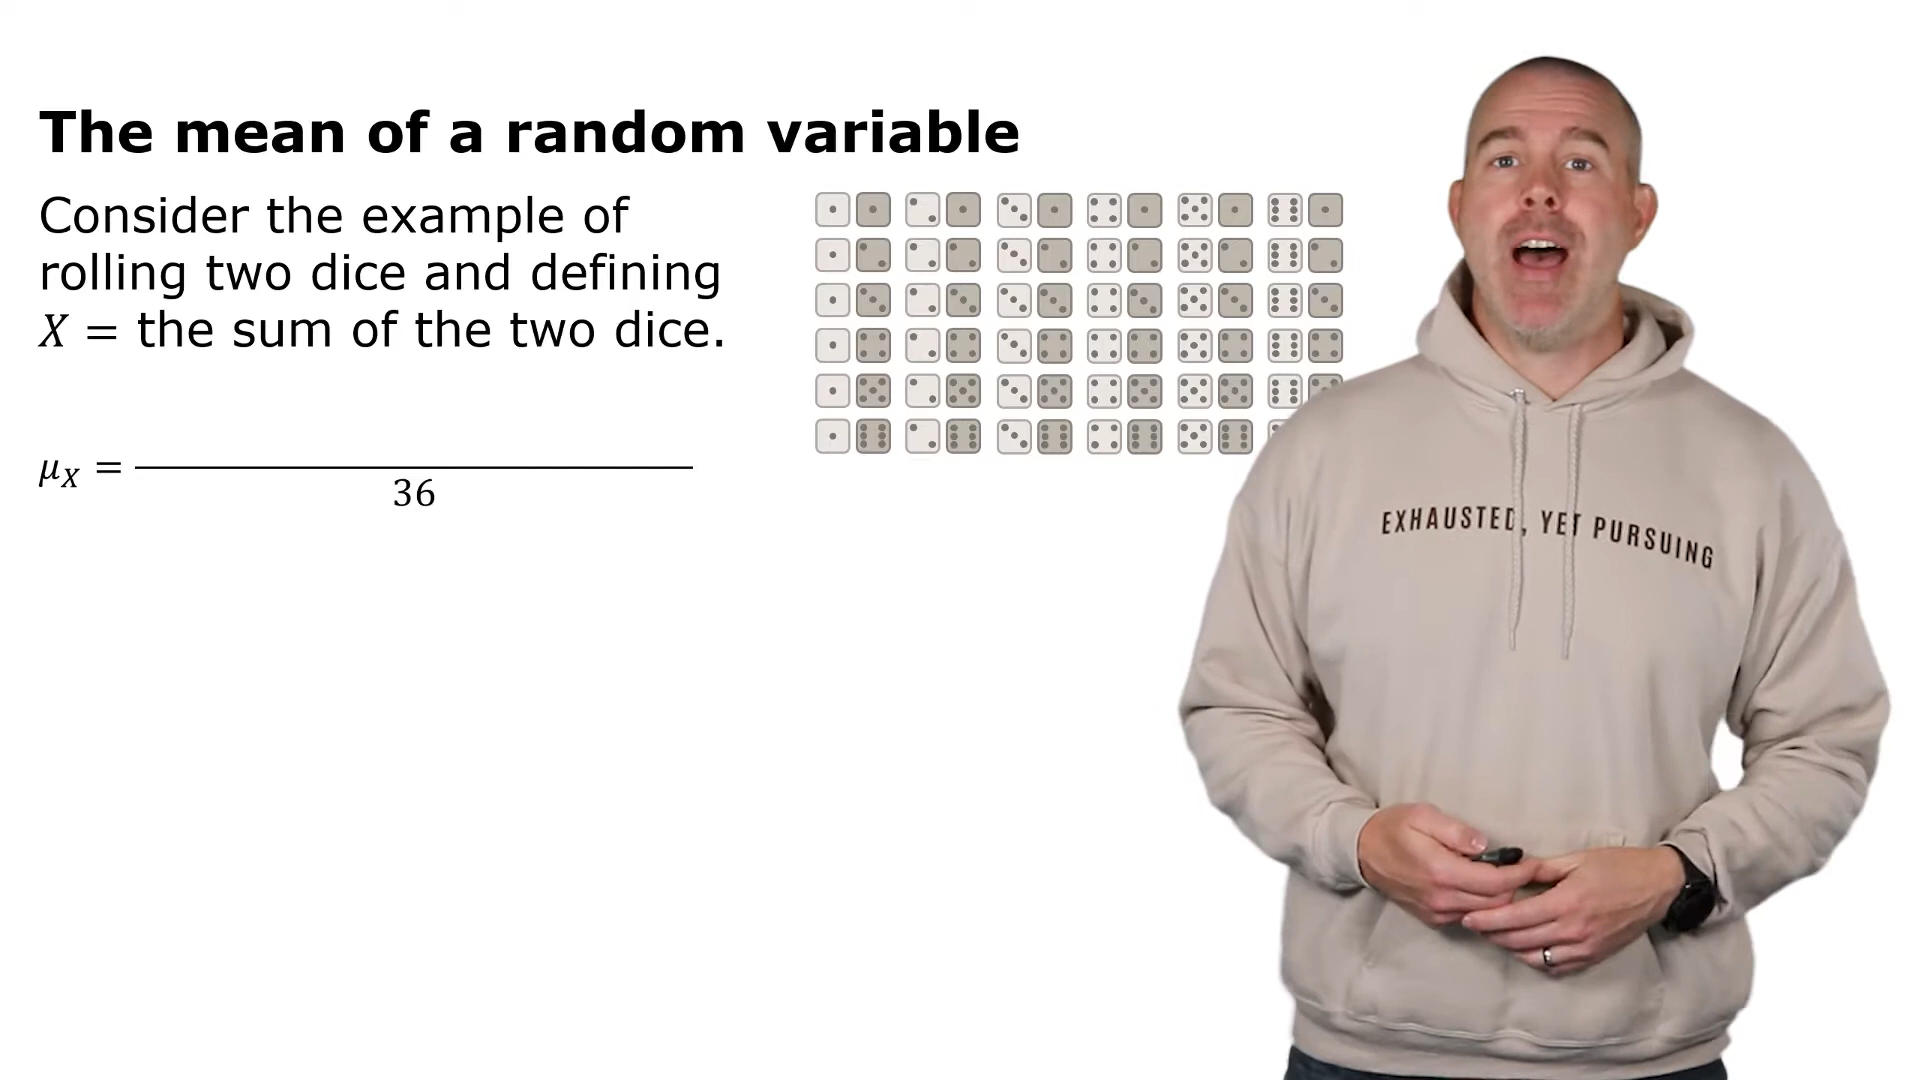 The mean of a random variable
Consider the example of
rolling two dice and defining
X = the sum of the two dice.
μX =
36
EXHAUSTED, YET PURSUING